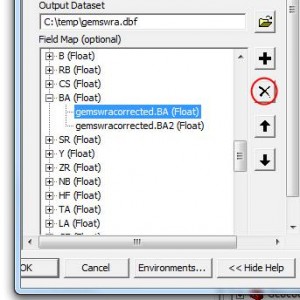 Output Dataset
C:\temp\gemswra.dbf
Field Map (optional)
B (Float)
RB (Float)
CS (Float)
BA (Float)
gemswracorrected.BA (Float)
gemswracorrected.BA2 (Float)
SR (Float)
Y (Float)
ZR (Float)
NB (Float)
HF (Float)
TA (Float)
LA (Float)
OK
Cancel
Environments...
<< Hide Help